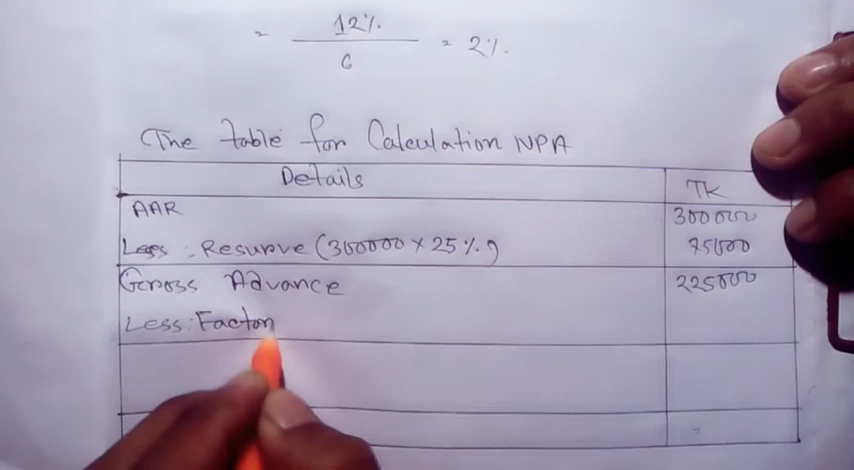 = 12% / 6 = 2%.
The table for Calculation NPA
Details TK
AAR 300000
Less : Resurve (300000 × 25%) 75000
Gross Advance 225000
Less: Factor